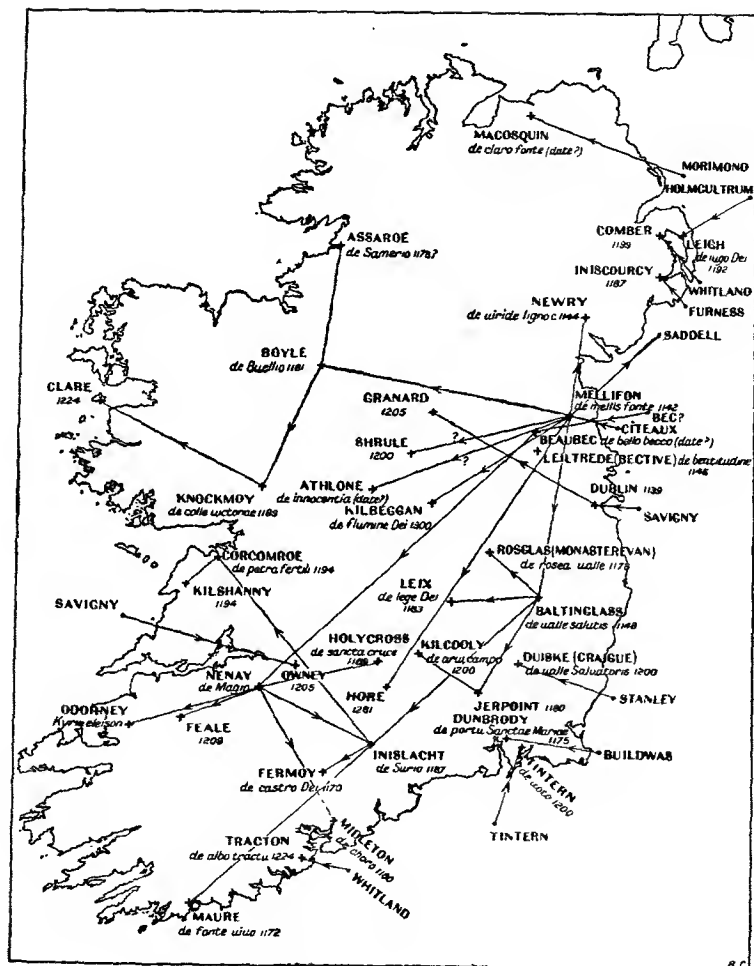 MACOSQUIN
de claro fonte (date?)
MORIMOND
HOLMCULTRUM
COMBER
1199
LEIGH
de iugo Dei
1192
INISCOURCY
1187
WHITLAND
FURNESS
ASSAROE
de Samerio 1178?
NEWRY
de uiride ligno c. 1144
SADDELL
BOYLE
de Buellio 1161
CLARE
1224
GRANARD
1205
MELLIFON
de mellis fonte 1142
BEC?
CÎTEAUX
BEAUBEC de bello becco (date?)
SHRULE
1200
?
LEILTREDE (BECTIVE) de beatitudine
1146
ATHLONE
de innocentia (date?)
?
KNOCKMOY
de colle uictoriae 1189
KILBEGGAN
de flumine Dei 1200
DUBLIN
1139
SAVIGNY
CORCOMROE
de petra fertili 1194
KILSHANNY
1194
ROSGLAS (MONASTEREVAN)
de rosea ualle 1178
LEIX
de lege Dei
1183
BALTINGLASS
de ualle salutis 1148
SAVIGNY
HOLYCROSS
de sancta cruce
1169
KILCOOLY
de aruicampo
1200
DUISKE (CRAIGUE)
de ualle Salvatoris 1200
NENAY
de Magio
OWNEY
1205
HORE
1281
STANLEY
ODORNEY
Kyrie eleison
FEALE
1209
JERPOINT 1180
DUNBRODY
de portu Sanctae Mariae
1175
BUILDWAS
INISLACHT
de Surio 1187
FERMOY
de castro Dei 1170
TINTERN
de uoto 1200
TINTERN
TRACTON
de albo tractu 1224
MIDLETON
de choro 1180
WHITLAND
MAURE
de fonte uiuo 1172